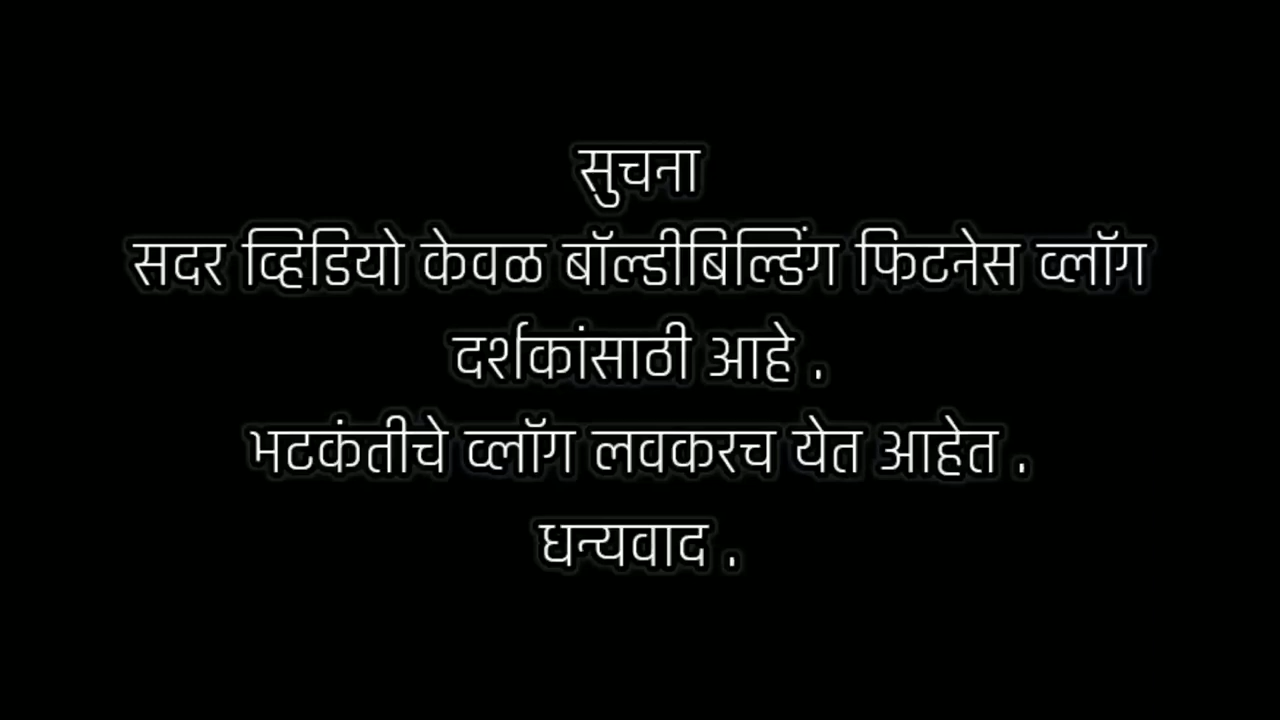 सुचना
सदर व्हिडियो केवळ बॉल्डीबिल्डिंग फिटनेस व्लॉग
दर्शकांसाठी आहे .
भटकंतीचे व्लॉग लवकरच येत आहेत .
धन्यवाद .